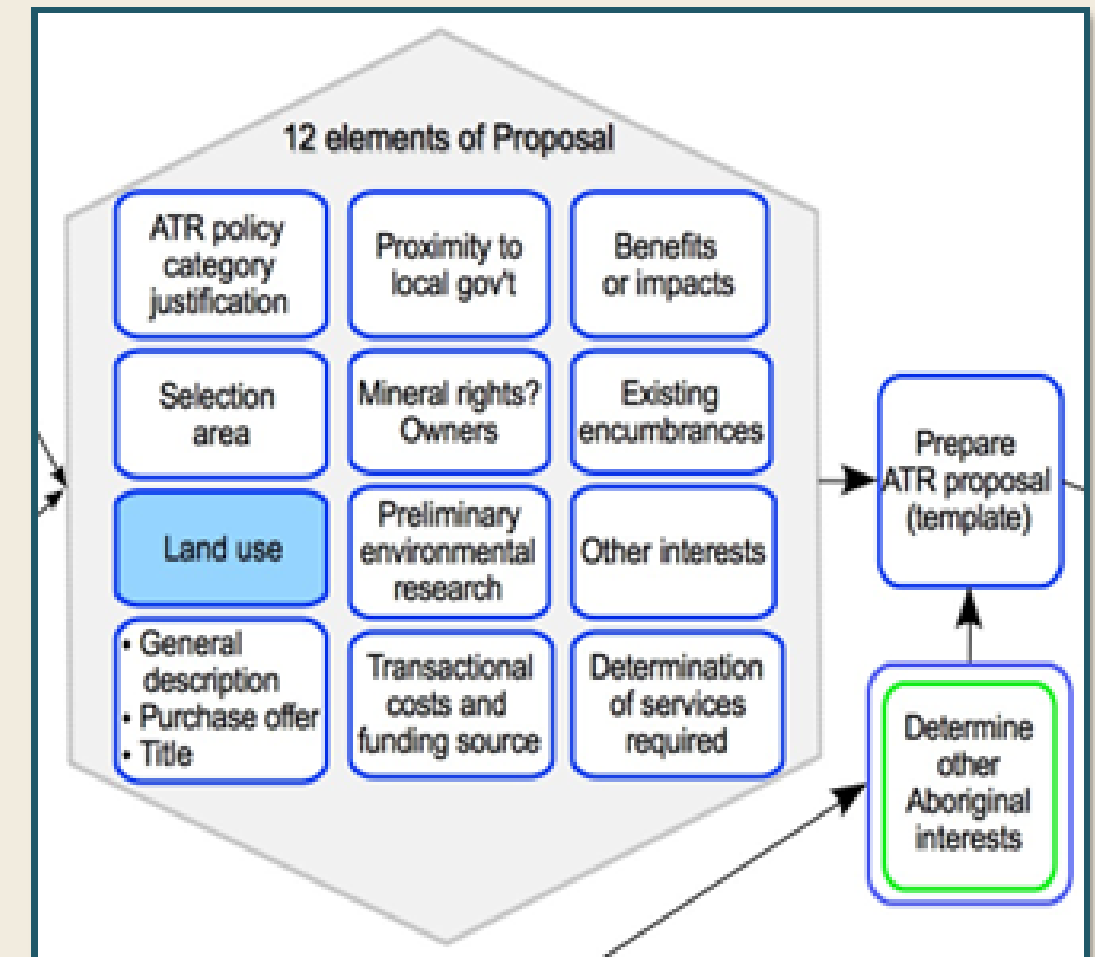 12 elements of Proposal
ATR policy
category
justification
Proximity to
local gov't
Benefits
or impacts
Selection
area
Mineral rights?
Owners
Existing
encumbrances
Land use
Preliminary
environmental
research
Other interests
• General
description
• Purchase offer
• Title
Transactional
costs and
funding source
Determination
of services
required
Prepare
ATR proposal
(template)
Determine
other
Aboriginal
interests